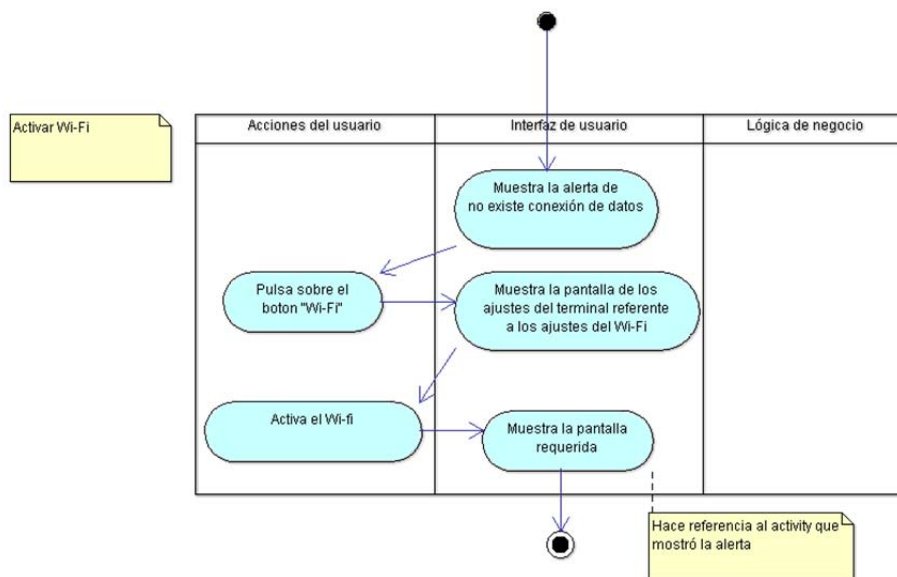 Activar Wi-Fi
Acciones del usuario
Interfaz de usuario
Lógica de negocio
Muestra la alerta de
no existe conexión de datos
Pulsa sobre el
boton "Wi-Fi"
Muestra la pantalla de los
ajustes del terminal referente
a los ajustes del Wi-Fi
Activa el Wi-fi
Muestra la pantalla
requerida
Hace referencia al activity que
mostró la alerta